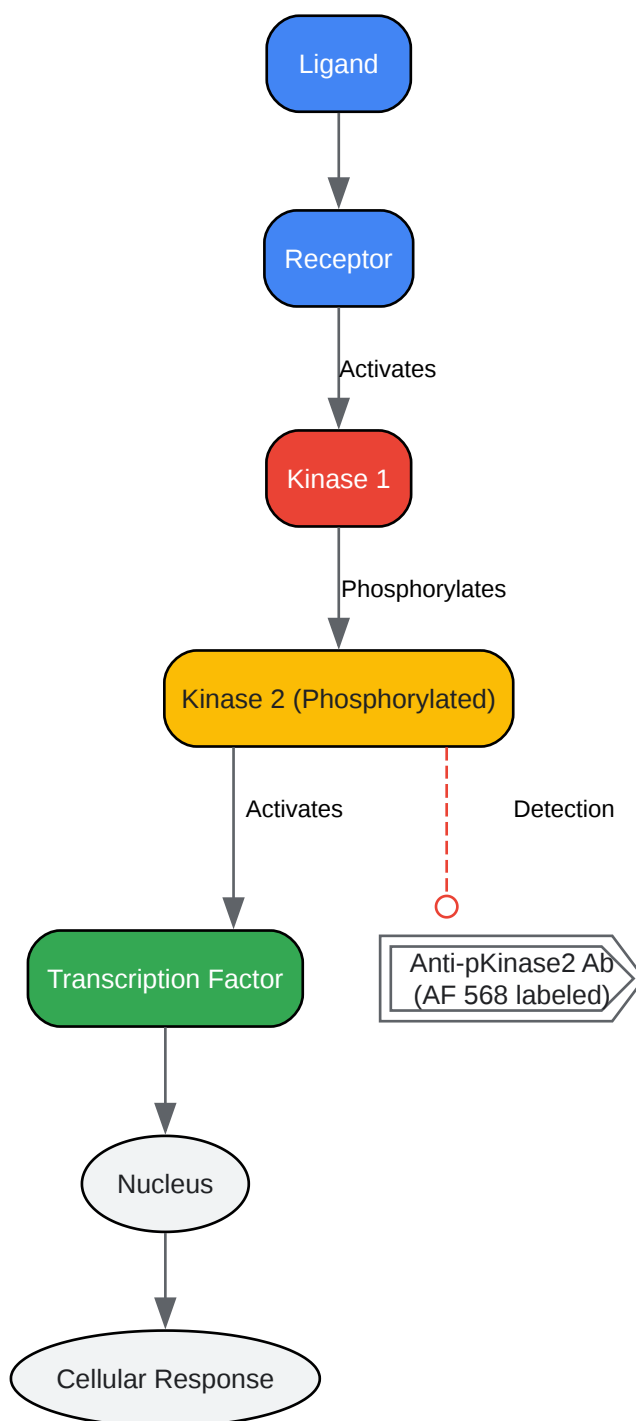 Ligand
Receptor
Activates
Kinase 1
Phosphorylates
Kinase 2 (Phosphorylated)
Activates
Detection
Transcription Factor
Anti-pKinase2 Ab
(AF 568 labeled)
Nucleus
Cellular Response